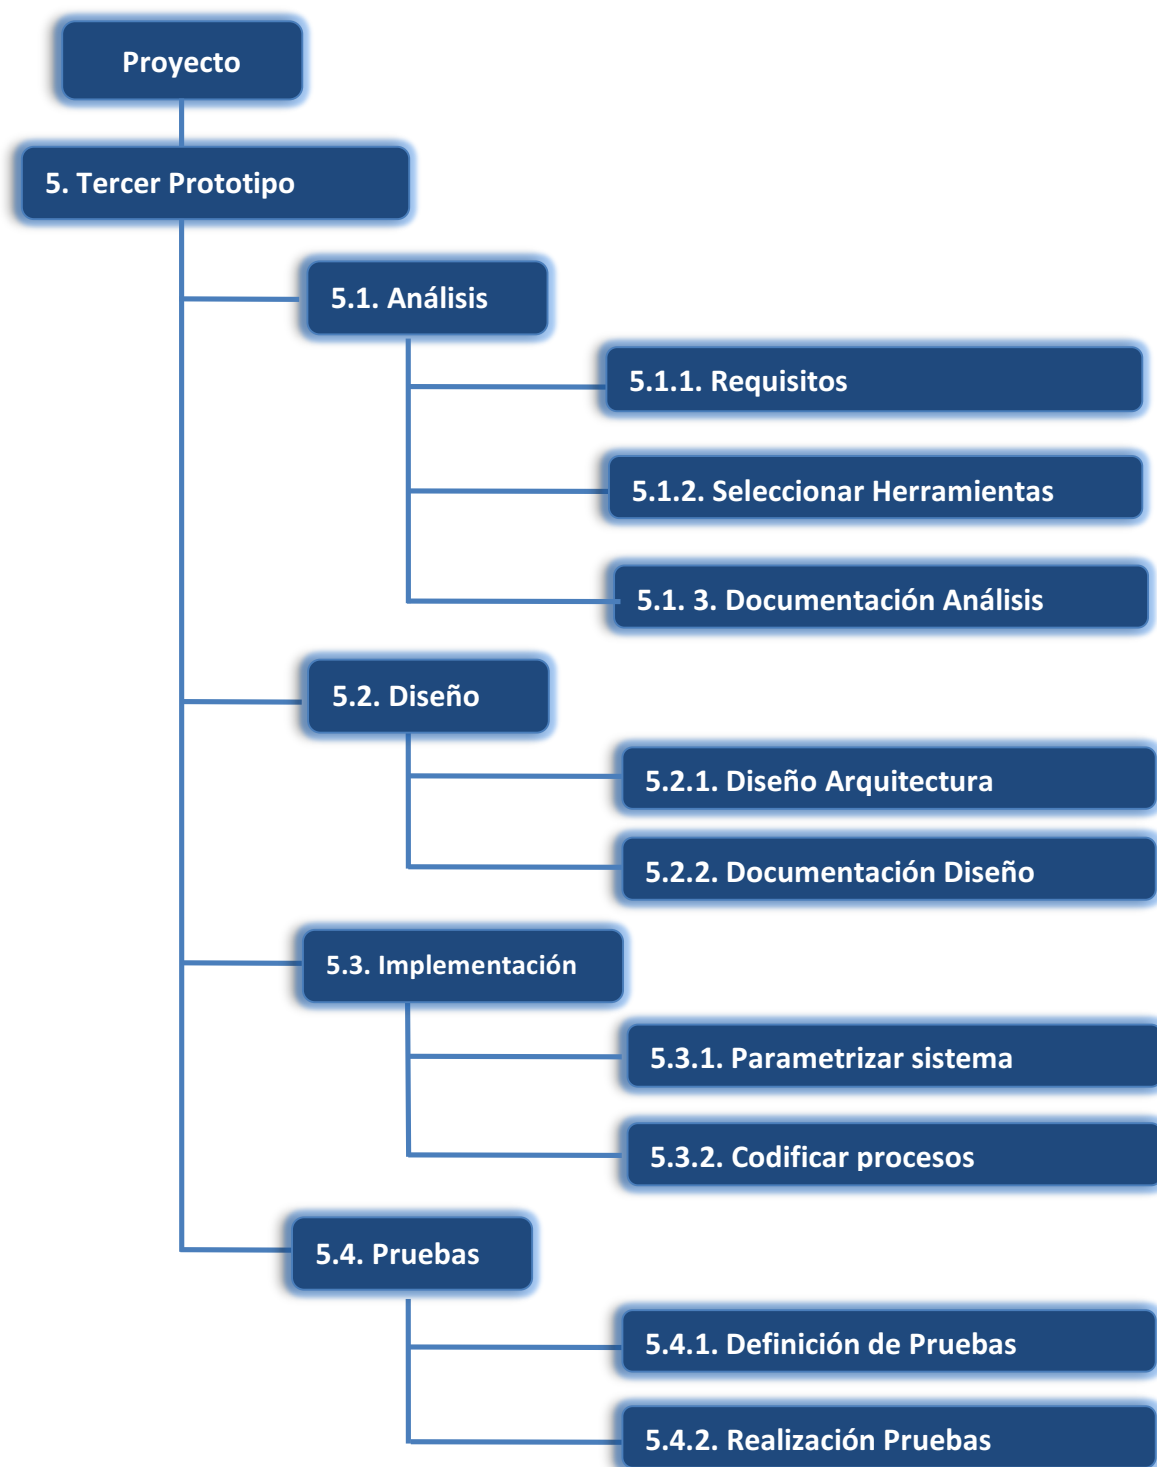 Proyecto
5. Tercer Prototipo
5.1. Análisis
5.1.1. Requisitos
5.1.2. Seleccionar Herramientas
5.1. 3. Documentación Análisis
5.2. Diseño
5.2.1. Diseño Arquitectura
5.2.2. Documentación Diseño
5.3. Implementación
5.3.1. Parametrizar sistema
5.3.2. Codificar procesos
5.4. Pruebas
5.4.1. Definición de Pruebas
5.4.2. Realización Pruebas